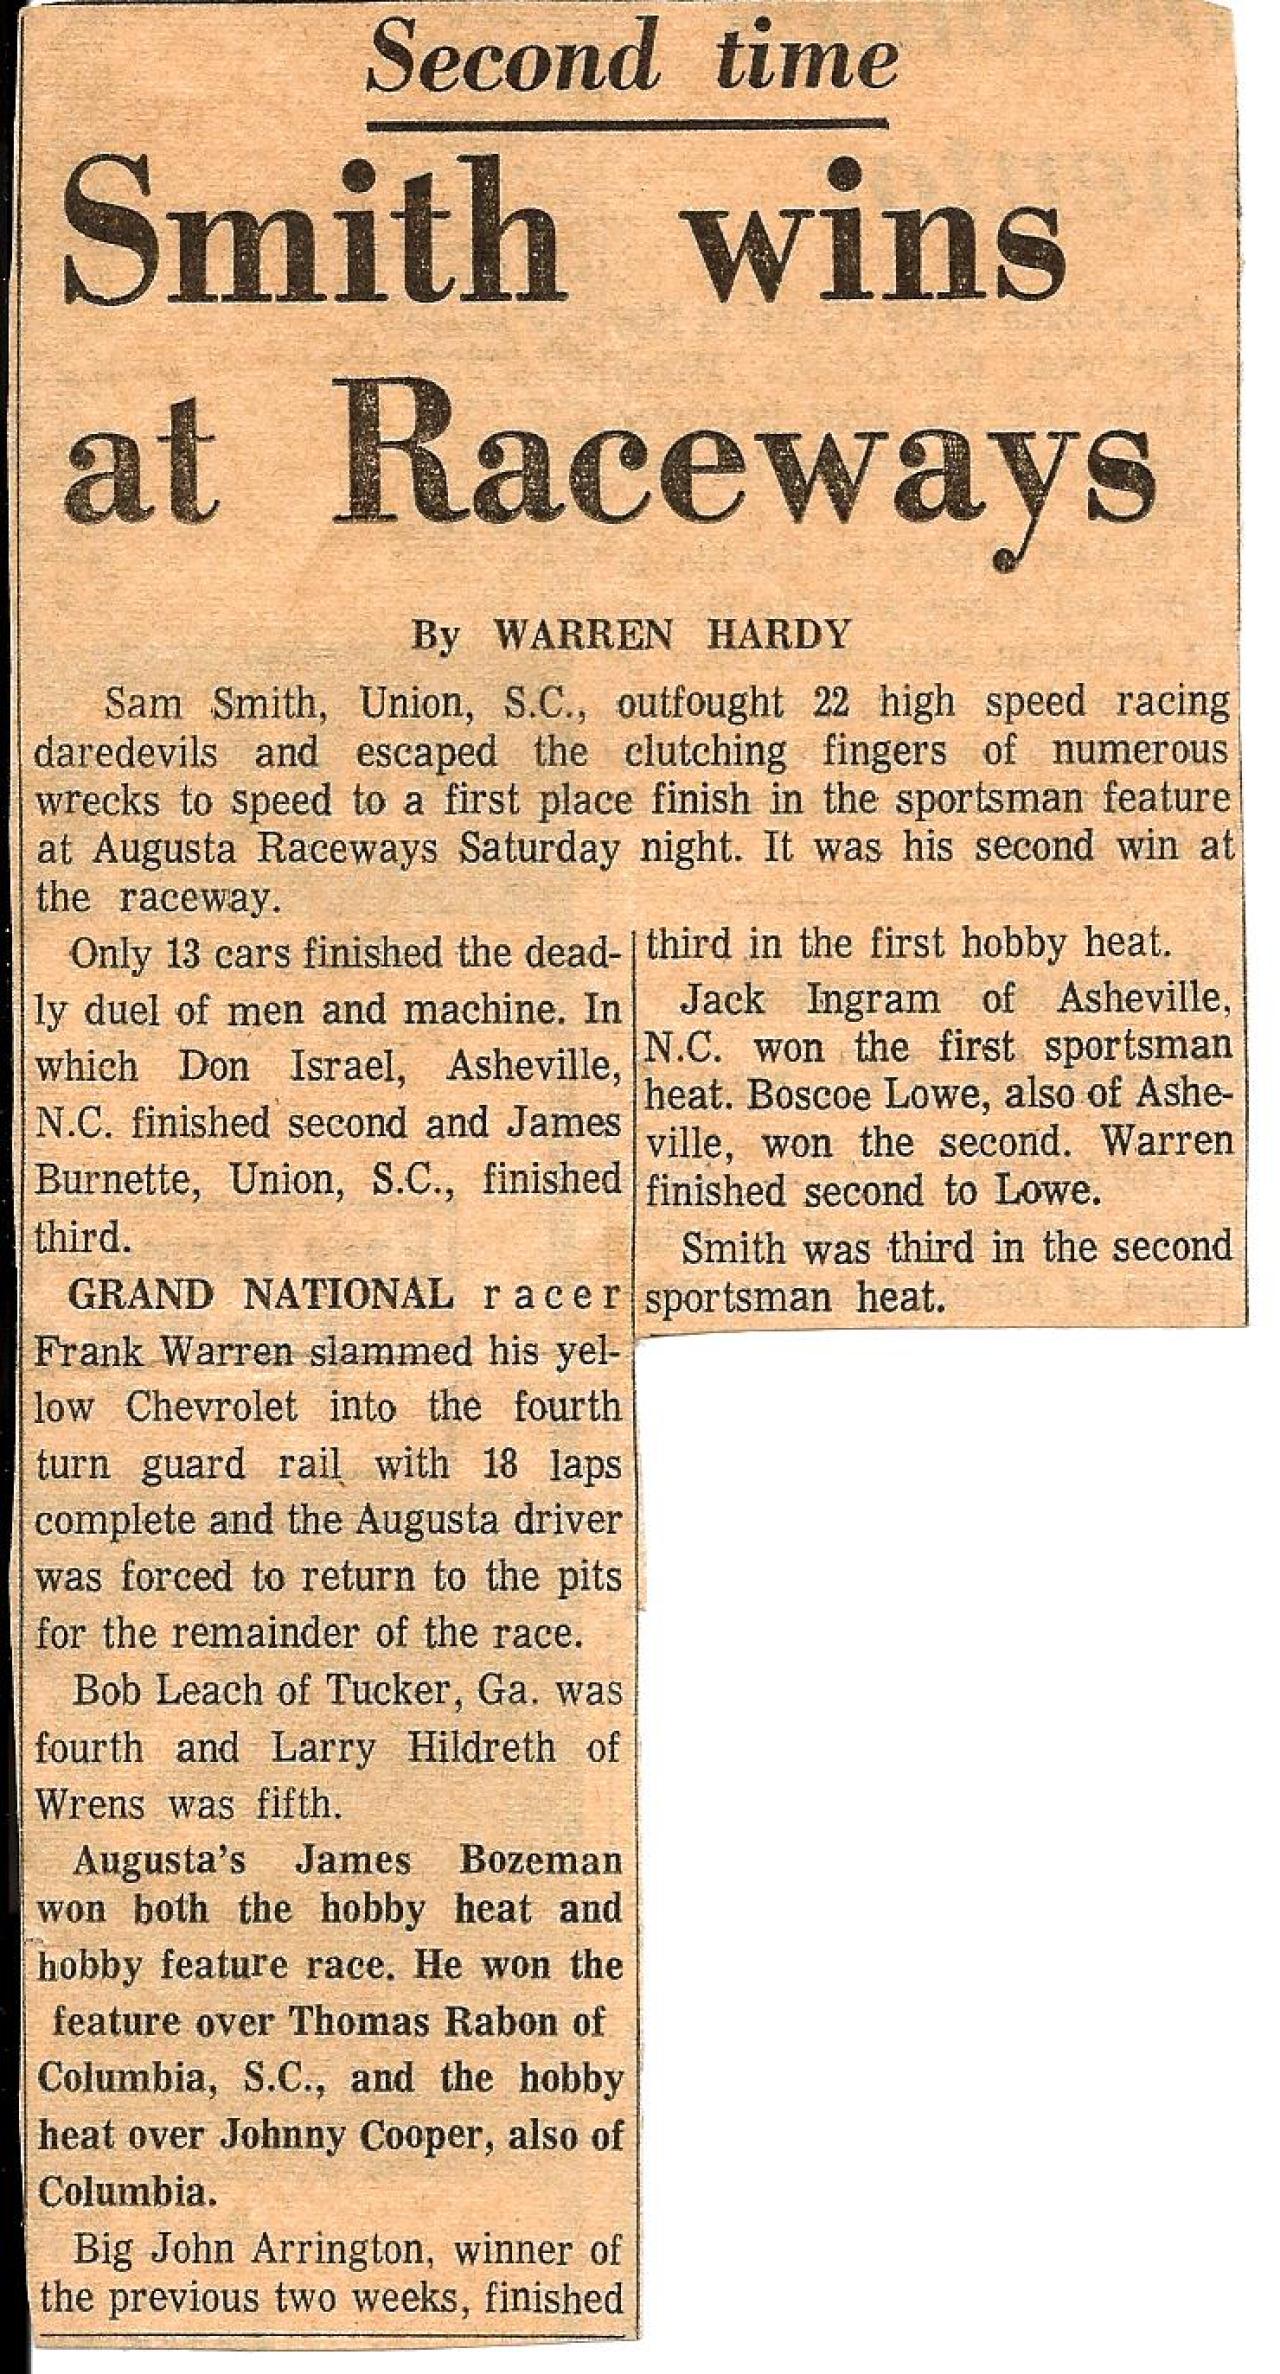 Second time
Smith wins
at Raceways
By WARREN HARDY
Sam Smith, Union, S.C., outfought 22 high speed racing
daredevils and escaped the clutching fingers of numerous
wrecks to speed to a first place finish in the sportsman feature
at Augusta Raceways Saturday night. It was his second win at
the raceway.
Only 13 cars finished the dead-
ly duel of men and machine. In
which Don Israel, Asheville,
N.C. finished second and James
Burnette, Union, S.C., finished
third.
GRAND NATIONAL racer
Frank Warren slammed his yel-
low Chevrolet into the fourth
turn guard rail with 18 laps
complete and the Augusta driver
was forced to return to the pits
for the remainder of the race.
Bob Leach of Tucker, Ga. was
fourth and Larry Hildreth of
Wrens was fifth.
Augusta's James Bozeman
won both the hobby heat and
hobby feature race. He won the
feature over Thomas Rabon of
Columbia, S.C., and the hobby
heat over Johnny Cooper, also of
Columbia.
Big John Arrington, winner of
the previous two weeks, finished
third in the first hobby heat.
Jack Ingram of Asheville,
N.C. won the first sportsman
heat. Boscoe Lowe, also of Ashe-
ville, won the second. Warren
finished second to Lowe.
Smith was third in the second
sportsman heat.